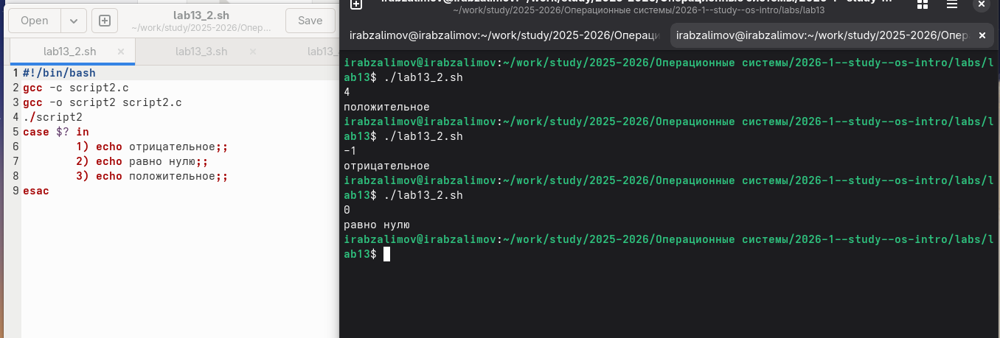 Open
lab13_2.sh
~/work/study/2025-2026/Опер...
Save
lab13_2.sh
lab13_3.sh
lab13_
1 #!/bin/bash
2 gcc -c script2.c
3 gcc -o script2 script2.c
4 ./script2
5 case $? in
6 1) echo отрицательное;;
7 2) echo равно нулю;;
8 3) echo положительное;;
9 esac
~/work/study/2025-2026/Операционные системы/2026-1--study--os-intro/labs/lab13
irabzalimov@irabzalimov:~/work/study/2025-2026/Операци
irabzalimov@irabzalimov:~/work/study/2025-2026/Опер
irabzalimov@irabzalimov:~/work/study/2025-2026/Операционные системы/2026-1--study--os-intro/labs/l
ab13$ ./lab13_2.sh
4
положительное
irabzalimov@irabzalimov:~/work/study/2025-2026/Операционные системы/2026-1--study--os-intro/labs/l
ab13$ ./lab13_2.sh
-1
отрицательное
irabzalimov@irabzalimov:~/work/study/2025-2026/Операционные системы/2026-1--study--os-intro/labs/l
ab13$ ./lab13_2.sh
0
равно нулю
irabzalimov@irabzalimov:~/work/study/2025-2026/Операционные системы/2026-1--study--os-intro/labs/l
ab13$